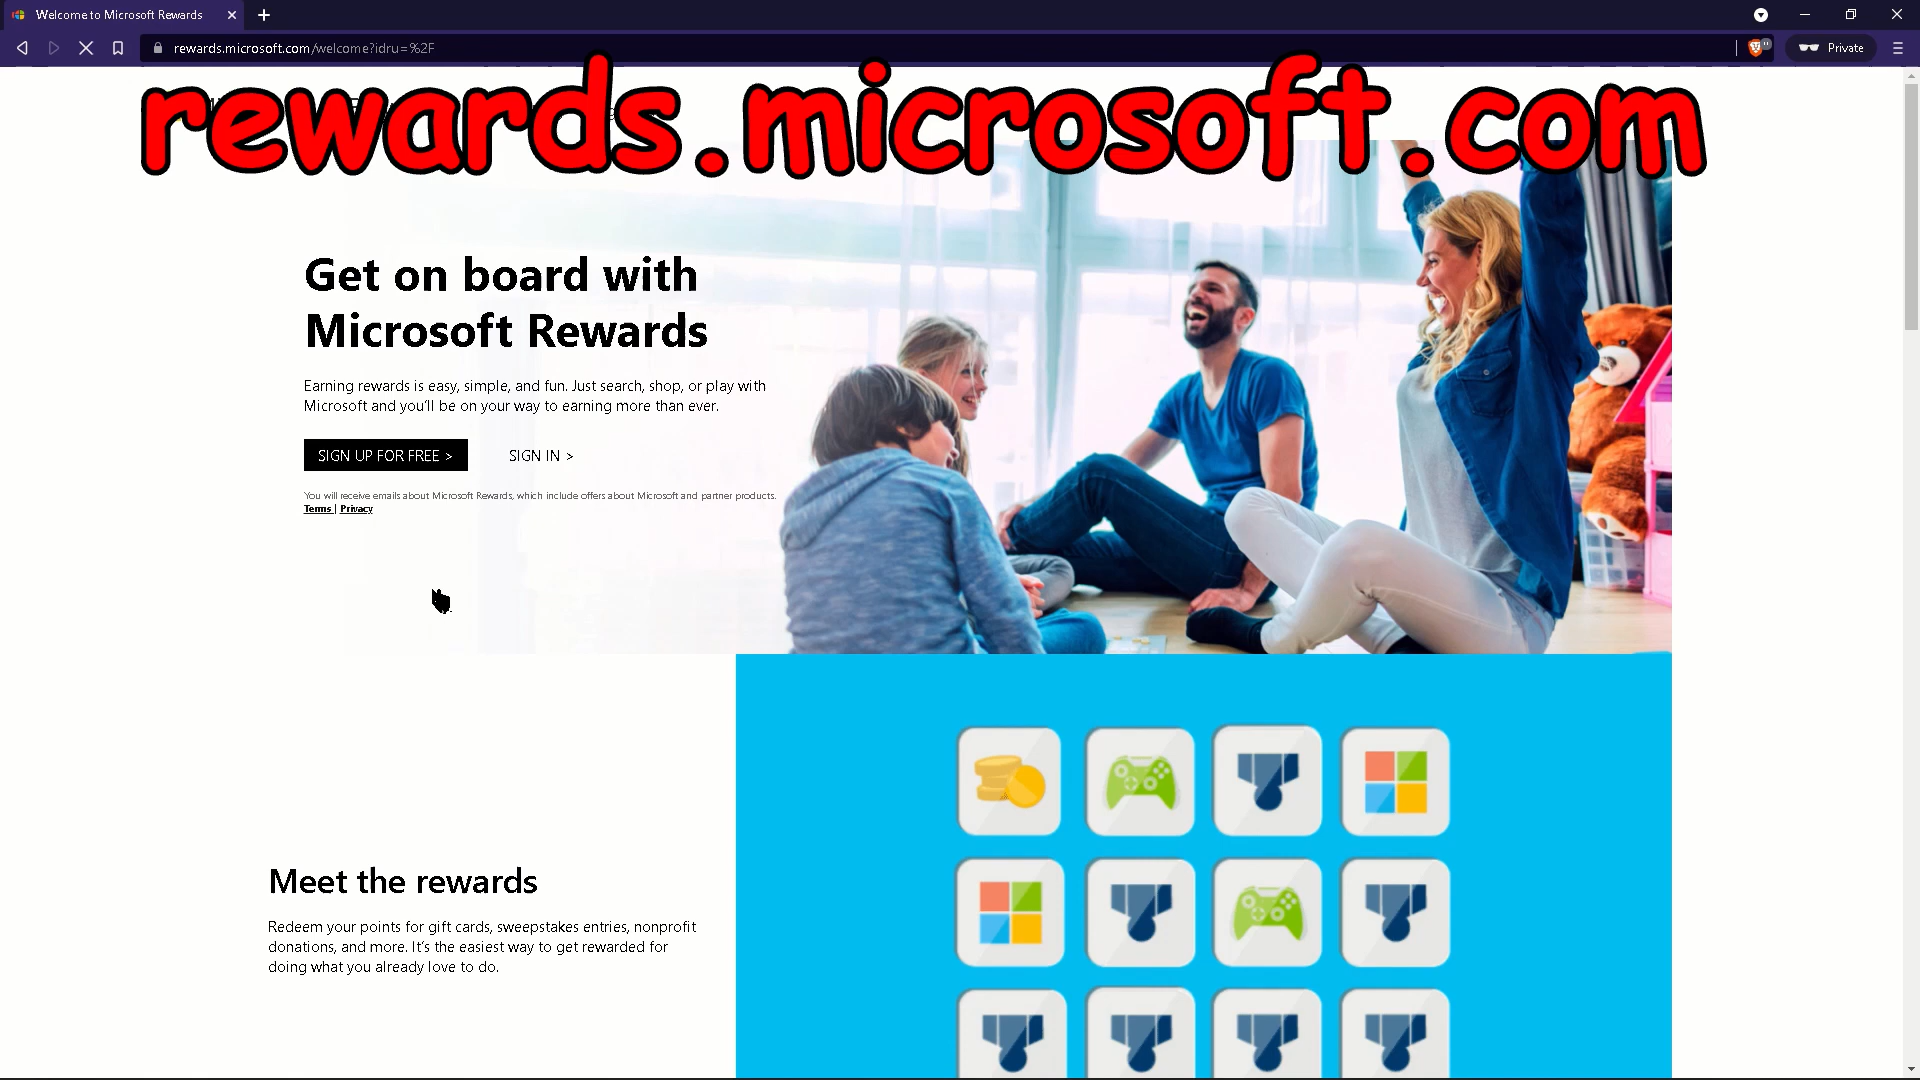 Welcome to Microsoft Rewards
rewards.microsoft.com/welcome?idru=%2F
Private
rewards.microsoft.com
Get on board with
Microsoft Rewards
Earning rewards is easy, simple, and fun. Just search, shop, or play with
Microsoft and you'll be on your way to earning more than ever.
SIGN UP FOR FREE >
SIGN IN >
You will receive emails about Microsoft Rewards, which include offers about Microsoft and partner products.
Terms | Privacy
Meet the rewards
Redeem your points for gift cards, sweepstakes entries, nonprofit
donations, and more. It's the easiest way to get rewarded for
doing what you already love to do.